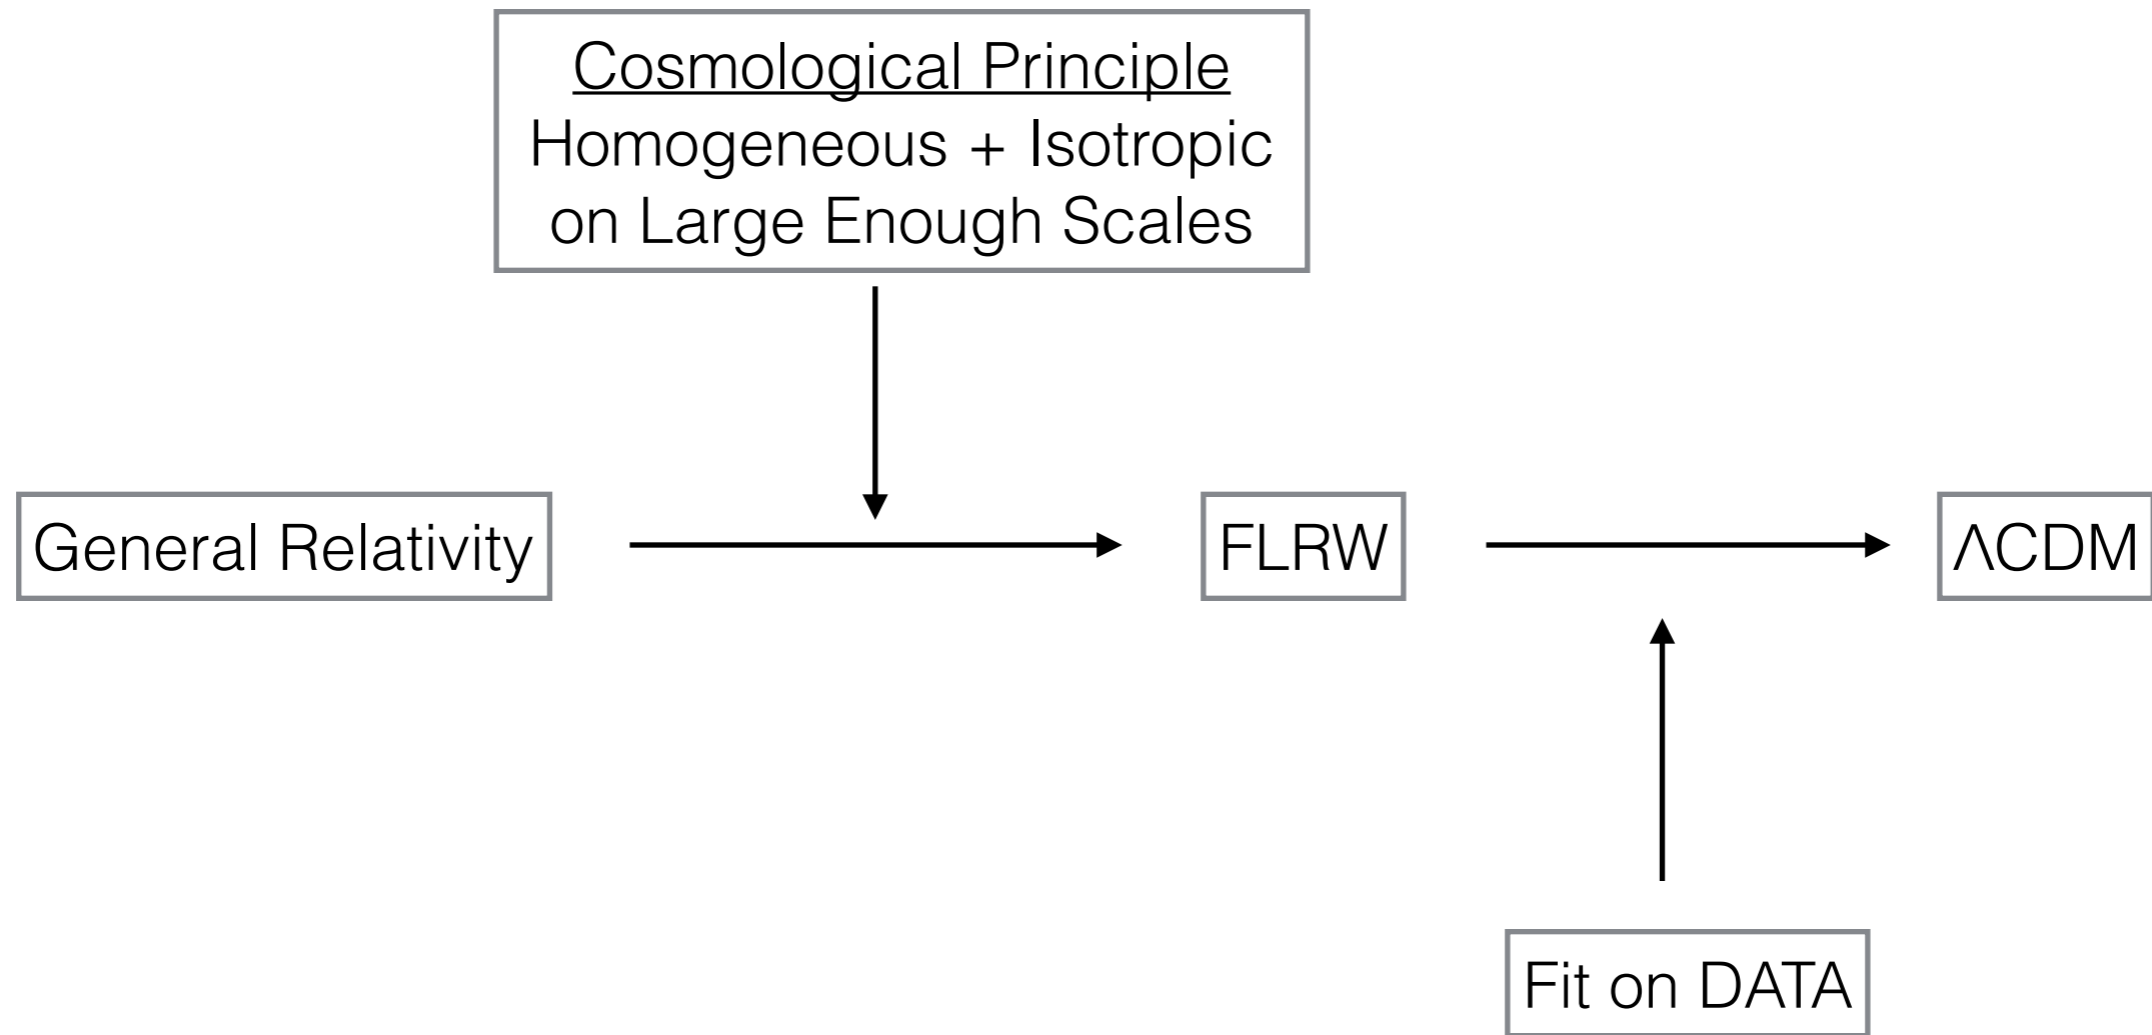 Cosmological Principle
Homogeneous + Isotropic
on Large Enough Scales
General Relativity
FLRW
ΛCDM
Fit on DATA